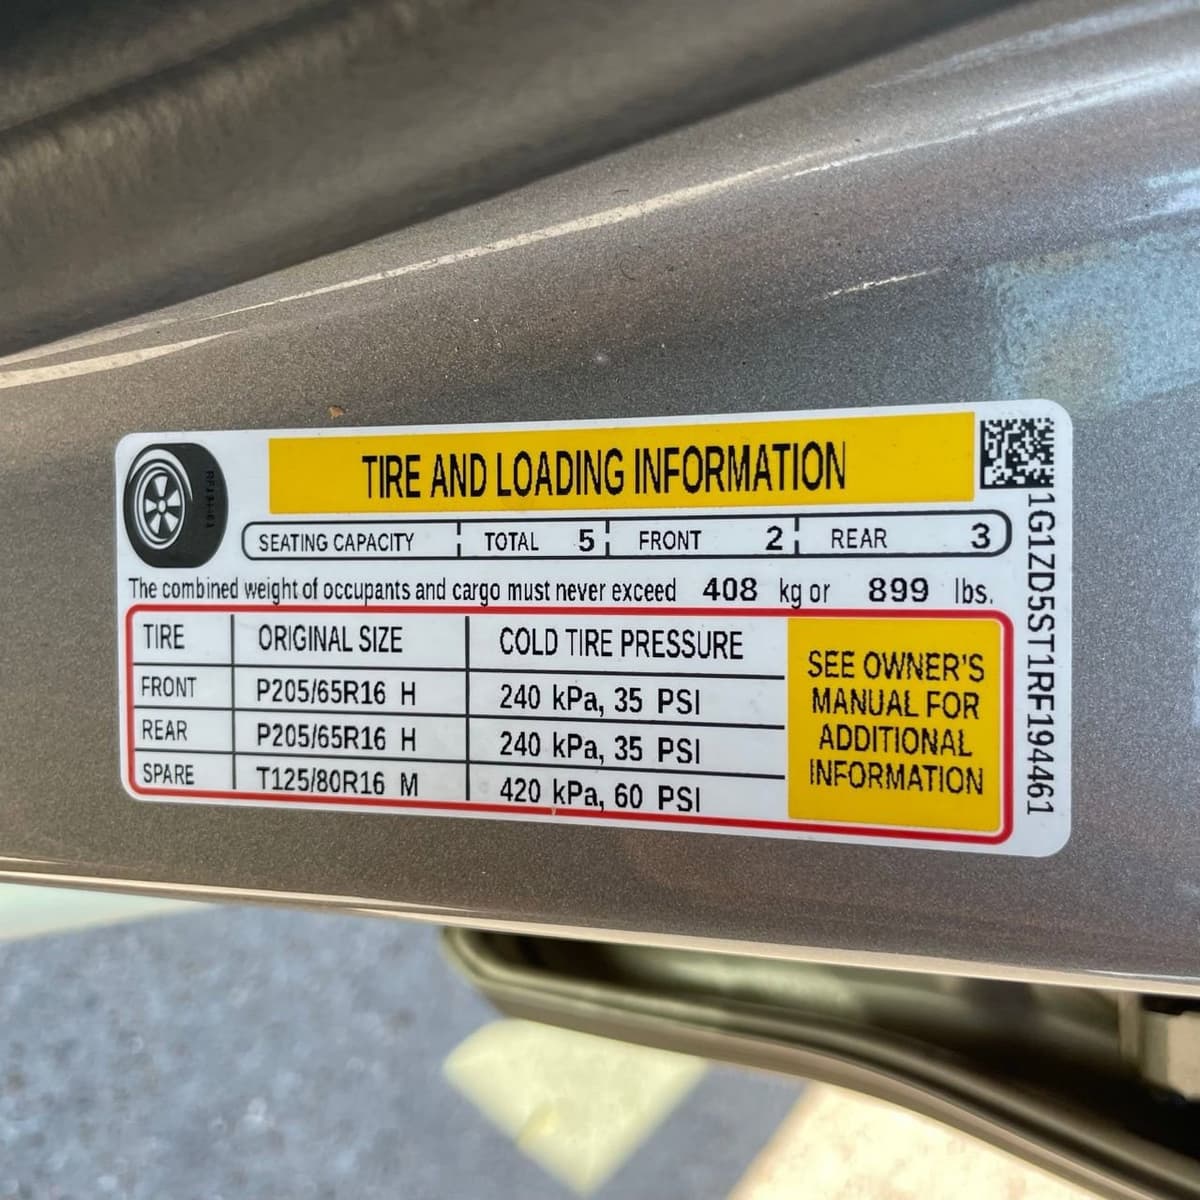 TIRE AND LOADING INFORMATION
SEATING CAPACITY TOTAL 5 FRONT 2 REAR 3
The combined weight of occupants and cargo must never exceed 408 kg or 899 lbs.
TIRE ORIGINAL SIZE COLD TIRE PRESSURE
FRONT P205/65R16 H 240 kPa, 35 PSI
REAR P205/65R16 H 240 kPa, 35 PSI
SPARE T125/80R16 M 420 kPa, 60 PSI
SEE OWNER'S
MANUAL FOR
ADDITIONAL
INFORMATION
1G1ZD5ST1RF194461